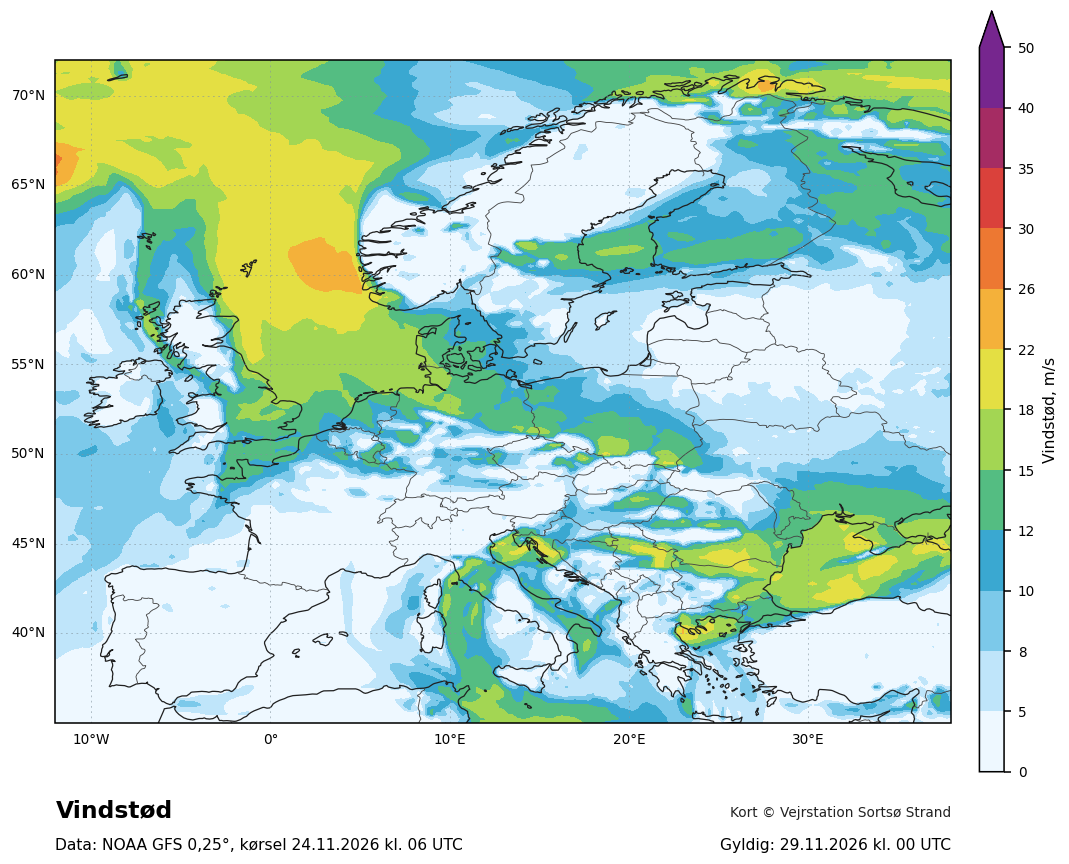 70°N
65°N
60°N
55°N
50°N
45°N
40°N
10°W
0°
10°E
20°E
30°E
50
40
35
30
26
22
18
15
12
10
8
5
0
Vindstød, m/s
Vindstød
Kort © Vejrstation Sortsø Strand
Data: NOAA GFS 0,25°, kørsel 24.11.2026 kl. 06 UTC
Gyldig: 29.11.2026 kl. 00 UTC